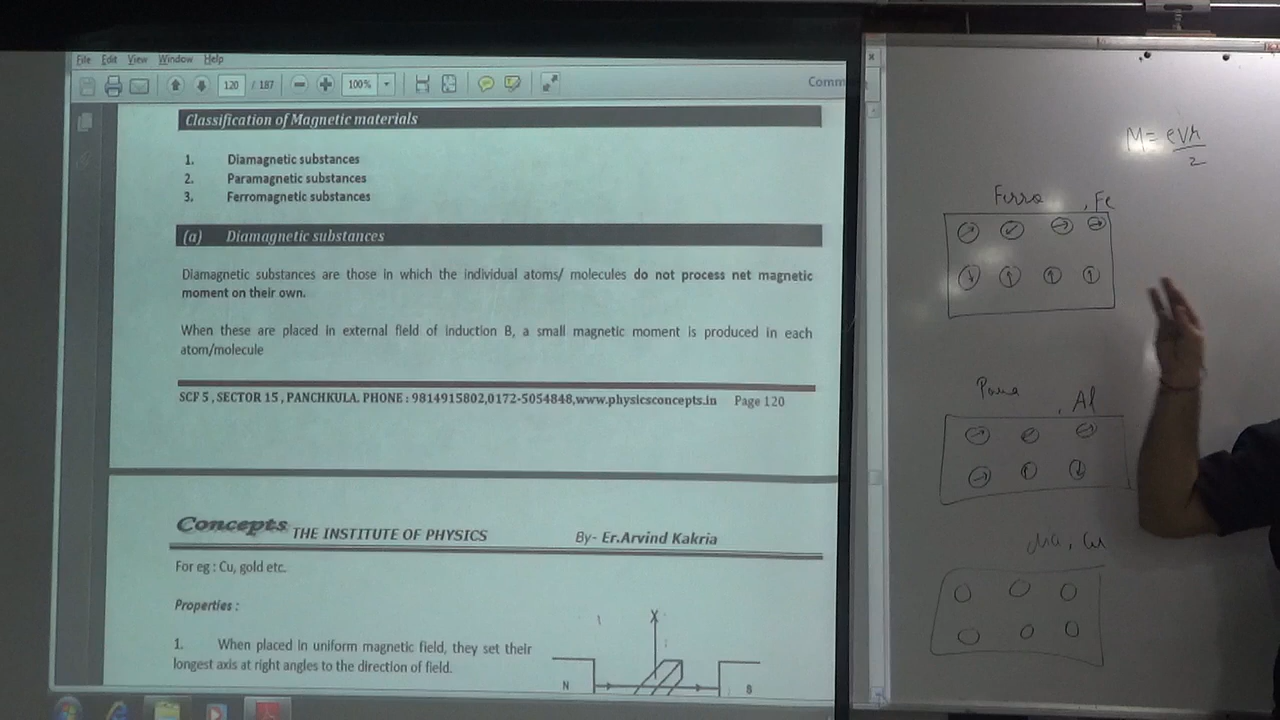 File Edit View Window Help
120 / 187 100% Comm
Classification of Magnetic materials
1. Diamagnetic substances
2. Paramagnetic substances
3. Ferromagnetic substances
(a) Diamagnetic substances
Diamagnetic substances are those in which the individual atoms/ molecules do not process net magnetic
moment on their own.
When these are placed in external field of induction B, a small magnetic moment is produced in each
atom/molecule
SCF 5 , SECTOR 15 , PANCHKULA. PHONE : 9814915802,0172-5054848,www.physicsconcepts.in Page 120
Concepts THE INSTITUTE OF PHYSICS By- Er.Arvind Kakria
For eg : Cu, gold etc.
Properties :
1. When placed in uniform magnetic field, they set their
longest axis at right angles to the direction of field.
X
N S
M = evr
2
Ferro , Fe
Para , Al